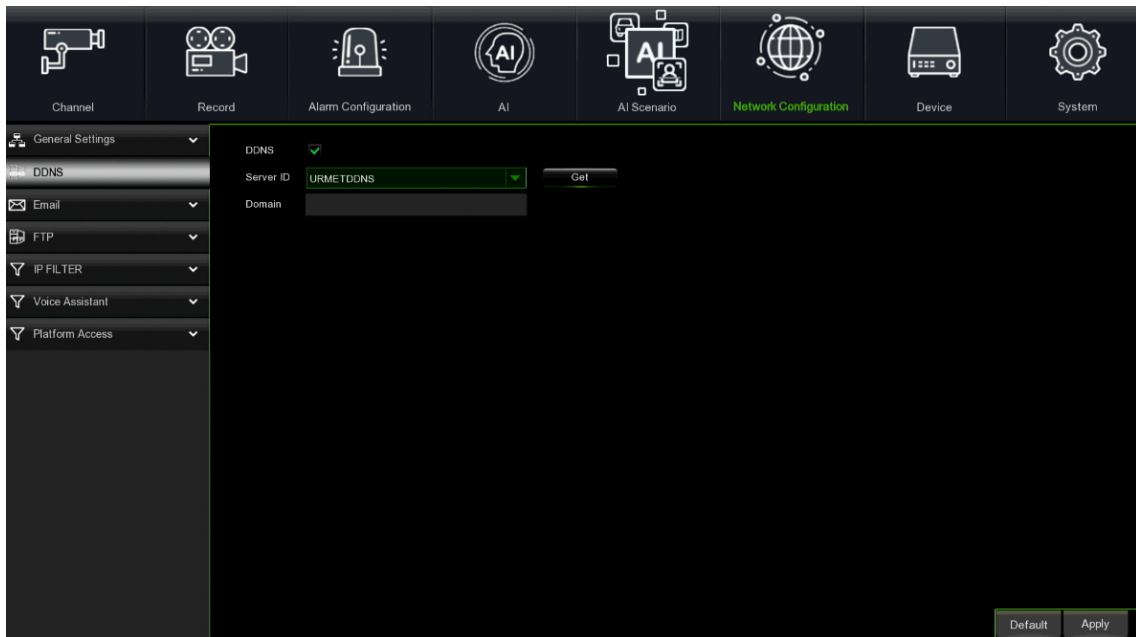 Channel
Record
Alarm Configuration
AI
AI
AI
AI Scenario
Network Configuration
Device
System
General Settings
DDNS
Email
FTP
IP FILTER
Voice Assistant
Platform Access
DDNS
Server ID URMETDDNS Get
Domain
Default Apply